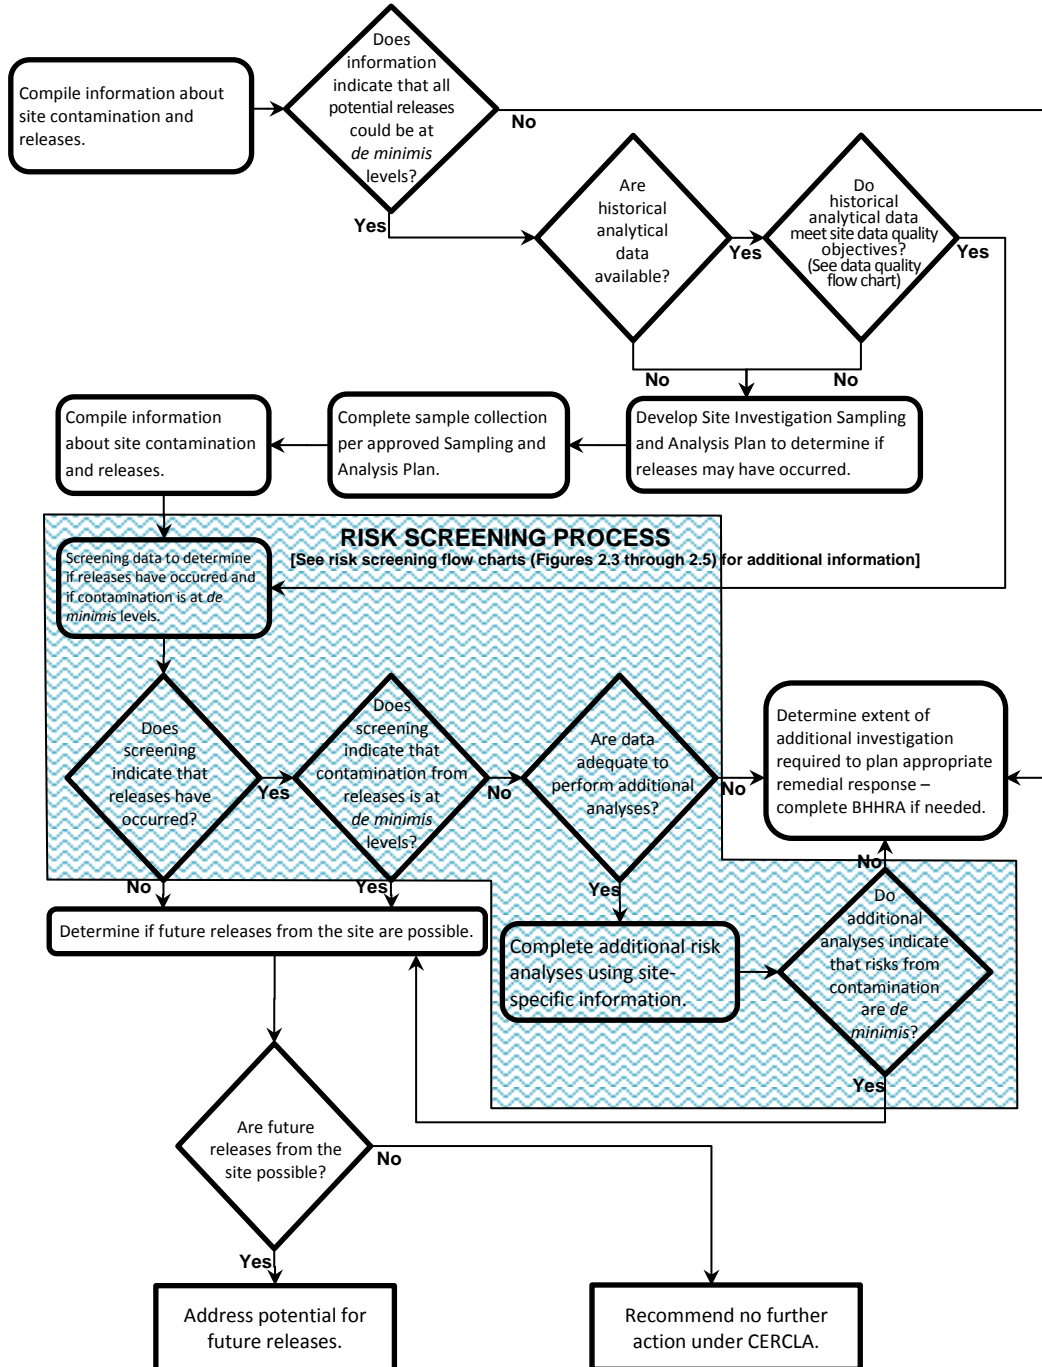 Compile information about
site contamination and
releases.
Does
information
indicate that all
potential releases
could be at
de minimis
levels?
No
Yes
Are
historical
analytical
data
available?
Yes
Do
historical
analytical data
meet site data quality
objectives?
(See data quality
flow chart)
Yes
No
No
Compile information
about site contamination
and releases.
Complete sample collection
per approved Sampling and
Analysis Plan.
Develop Site Investigation Sampling
and Analysis Plan to determine if
releases may have occurred.
RISK SCREENING PROCESS
[See risk screening flow charts (Figures 2.3 through 2.5) for additional information]
Screening data to determine
if releases have occurred and
if contamination is at de
minimis levels.
Does
screening
indicate that
releases have
occurred?
Yes
No
Does
screening
indicate that
contamination from
releases is at
de minimis
levels?
No
Yes
Are data
adequate to
perform additional
analyses?
No
Yes
Determine extent of
additional investigation
required to plan appropriate
remedial response –
complete BHHRA if needed.
No
Determine if future releases from the site are possible.
Complete additional risk
analyses using site-
specific information.
Do
additional
analyses indicate
that risks from
contamination
are de
minimis?
Yes
Are future
releases from the
site possible?
No
Yes
Address potential for
future releases.
Recommend no further
action under CERCLA.